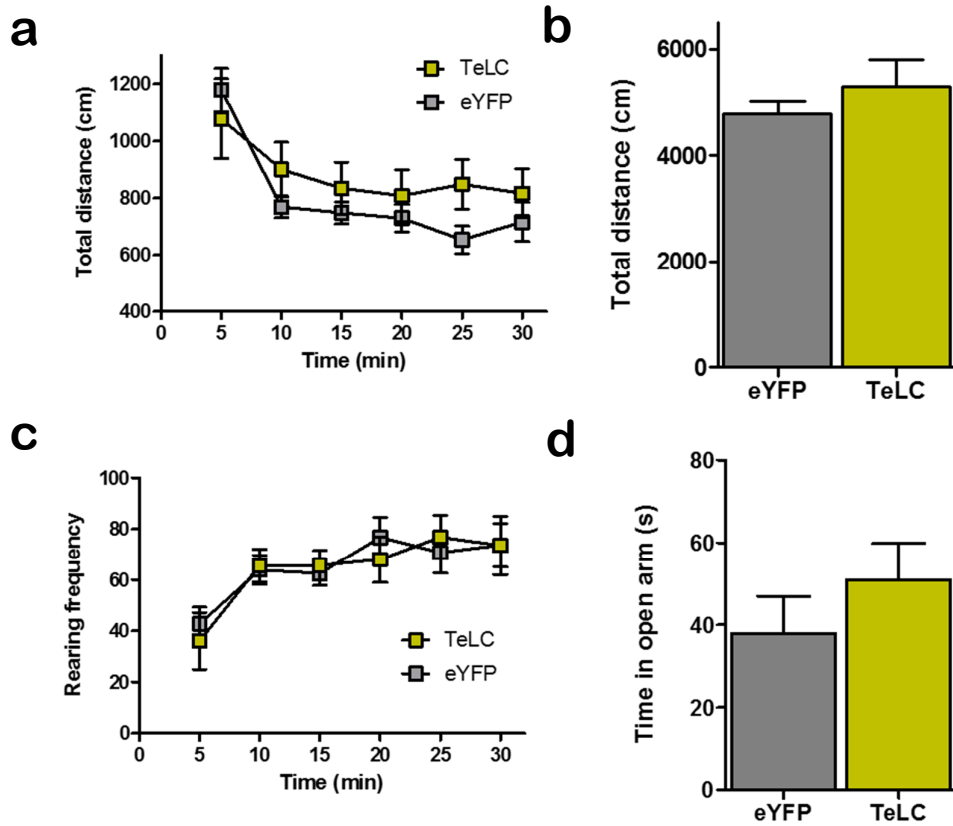 a
Total distance (cm)
1200
1000
800
600
400
0 5 10 15 20 25 30
Time (min)
TeLC
eYFP
b
Total distance (cm)
6000
4000
2000
0
eYFP TeLC
c
Rearing frequency
100
80
60
40
20
0
0 5 10 15 20 25 30
Time (min)
TeLC
eYFP
d
Time in open arm (s)
80
60
40
20
0
eYFP TeLC